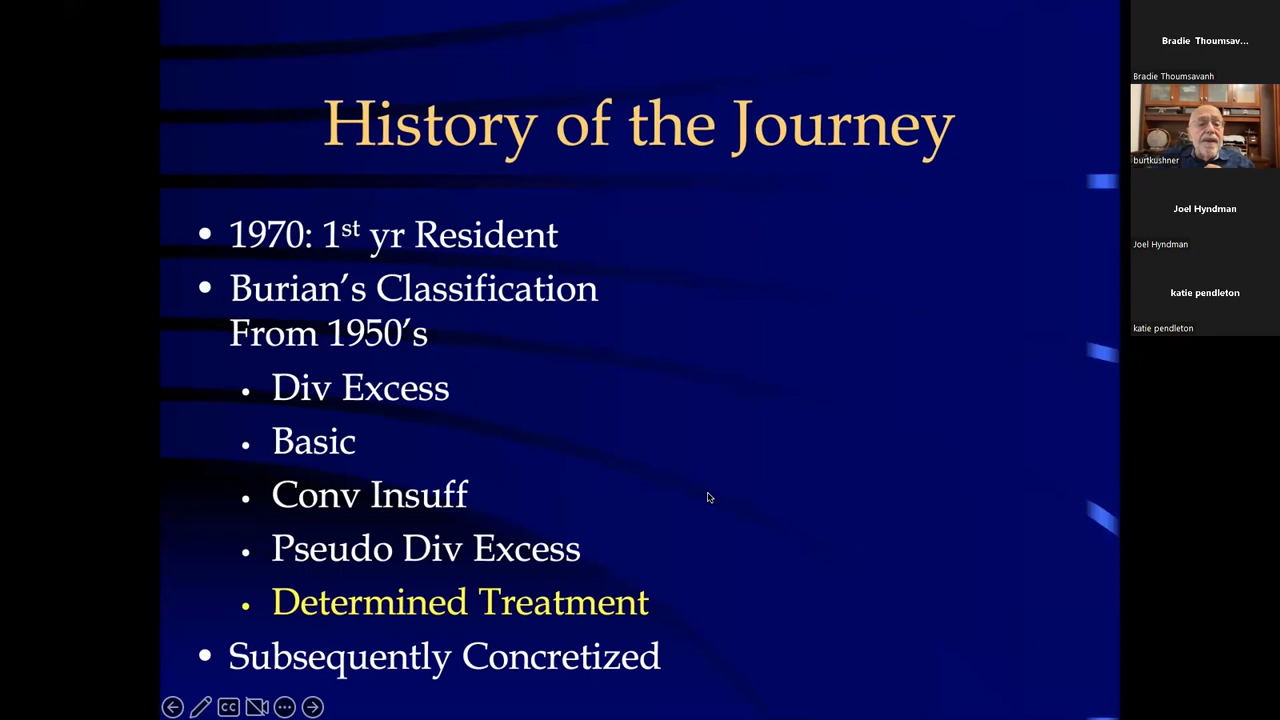 History of the Journey
• 1970: 1st yr Resident
• Burian’s Classification
From 1950’s
• Div Excess
• Basic
• Conv Insuff
• Pseudo Div Excess
• Determined Treatment
• Subsequently Concretized
CC
Bradie Thoumsav...
Bradie Thoumsavanh
burtkushner
Joel Hyndman
Joel Hyndman
katie pendleton
katie pendleton